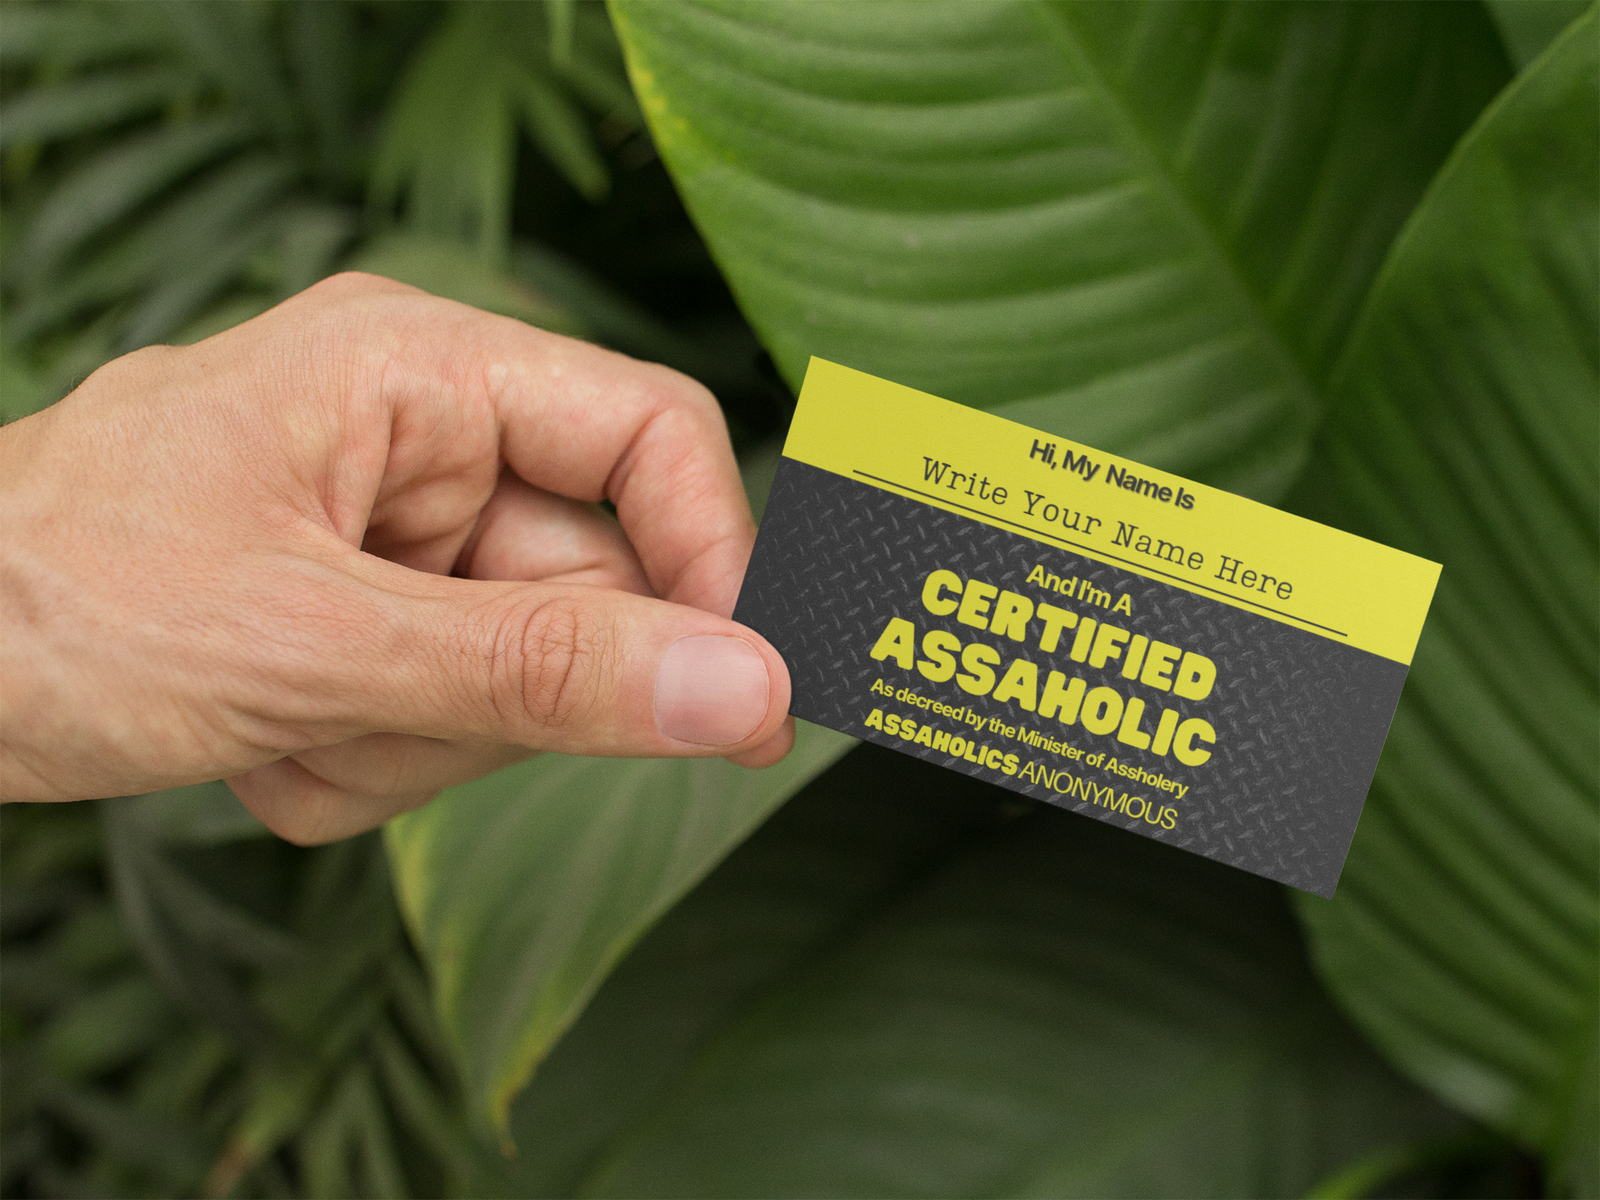 Hi, My Name Is
Write Your Name Here
And I'm A
CERTIFIED
ASSAHOLIC
As decreed by the Minister of Assholery
ASSAHOLICS ANONYMOUS